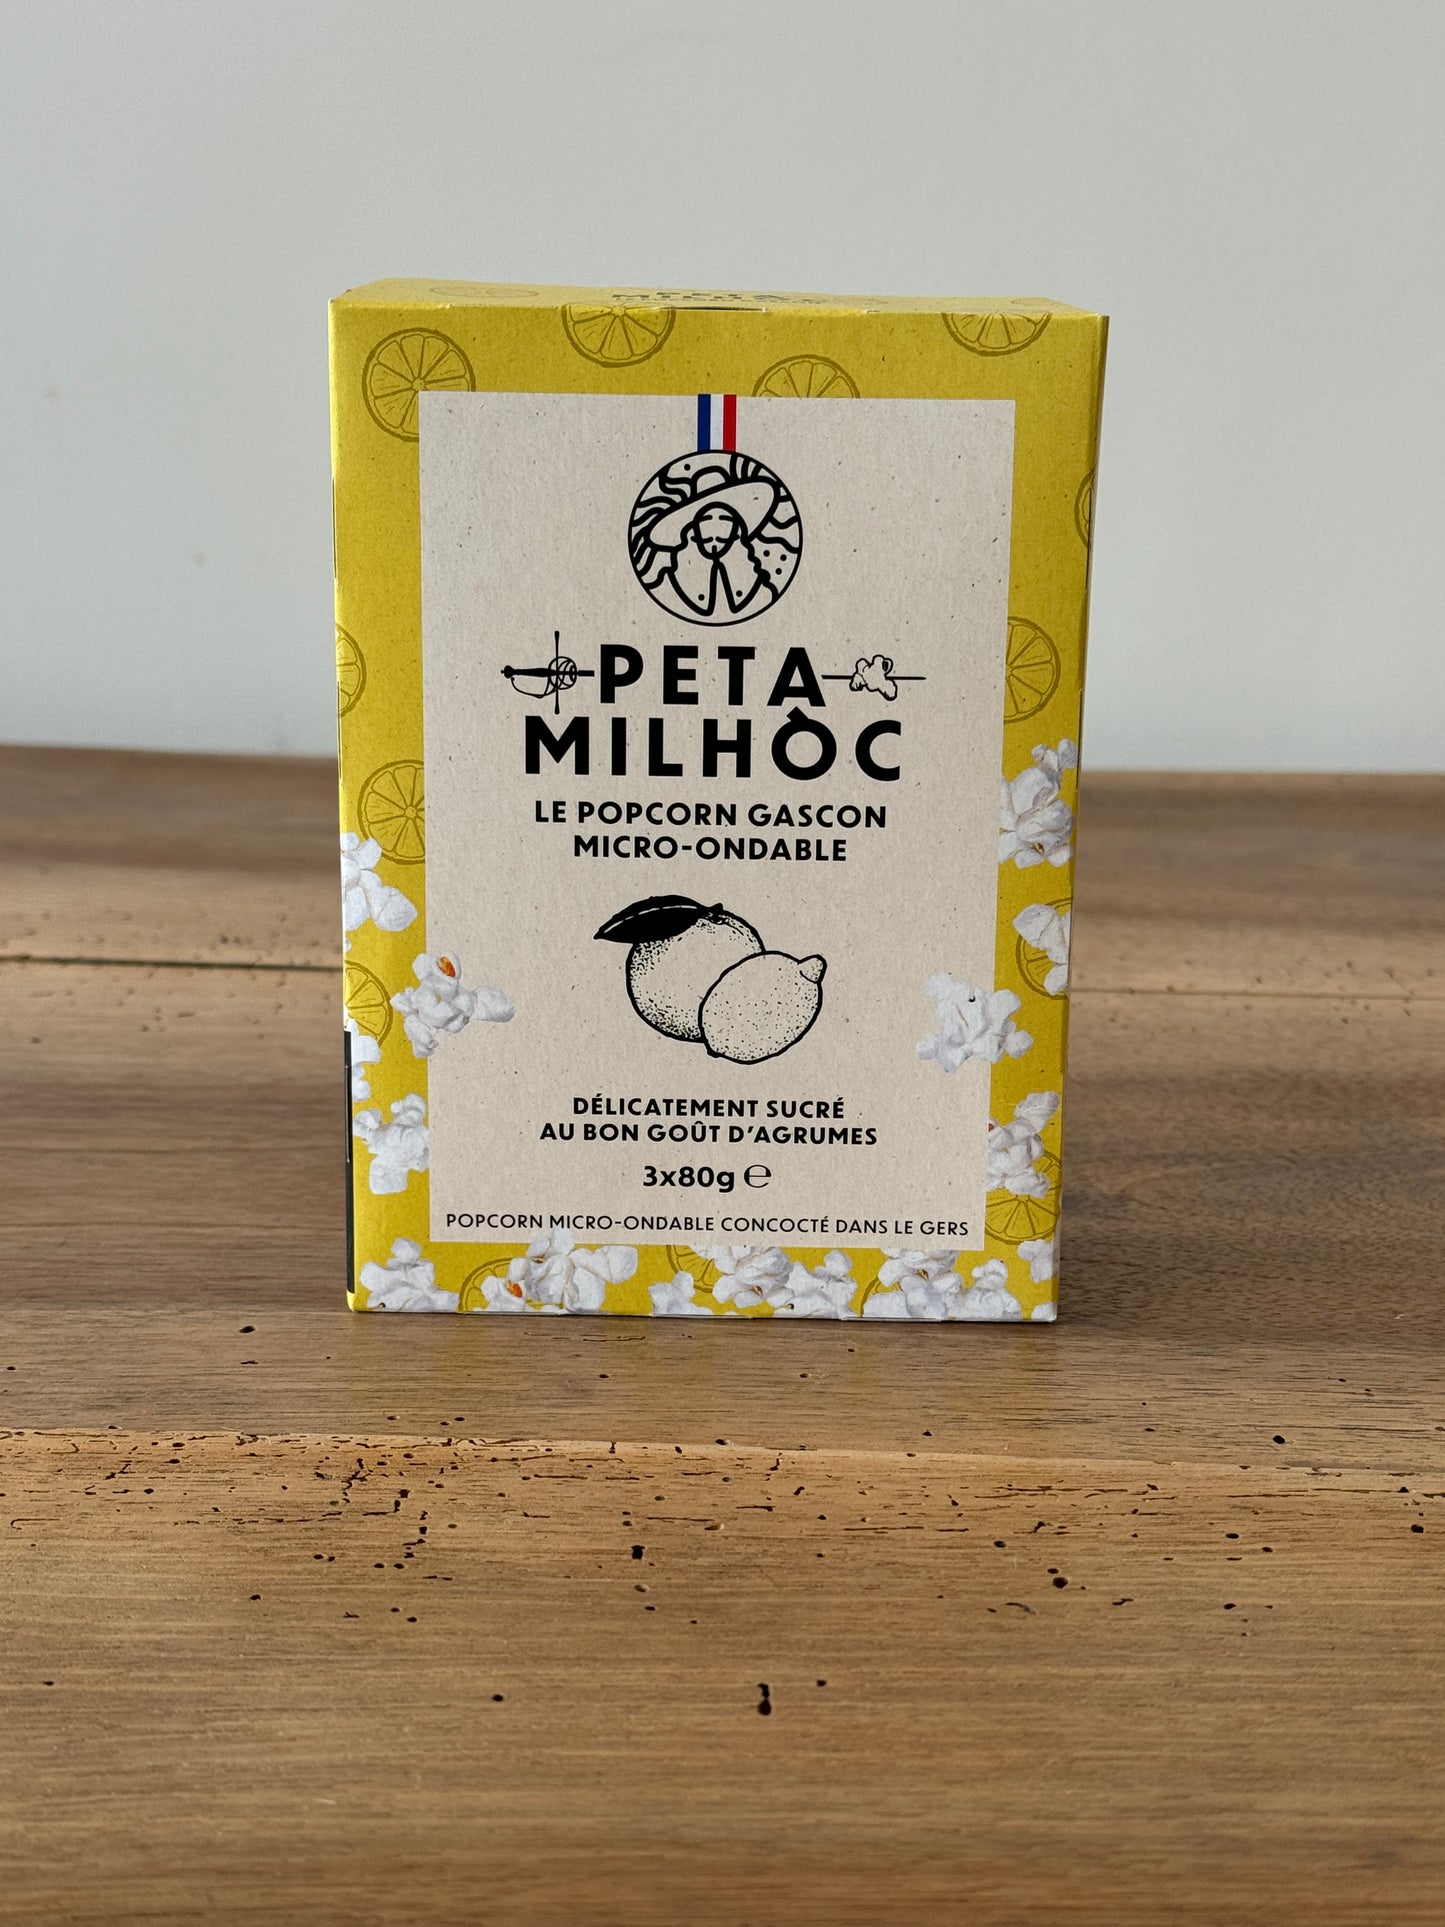 PETA
MILHÒC
LE POPCORN GASCON
MICRO-ONDABLE
DÉLICATEMENT SUCRÉ
AU BON GOÛT D'AGRUMES
3x80g ℮
POPCORN MICRO-ONDABLE CONCOCTÉ DANS LE GERS